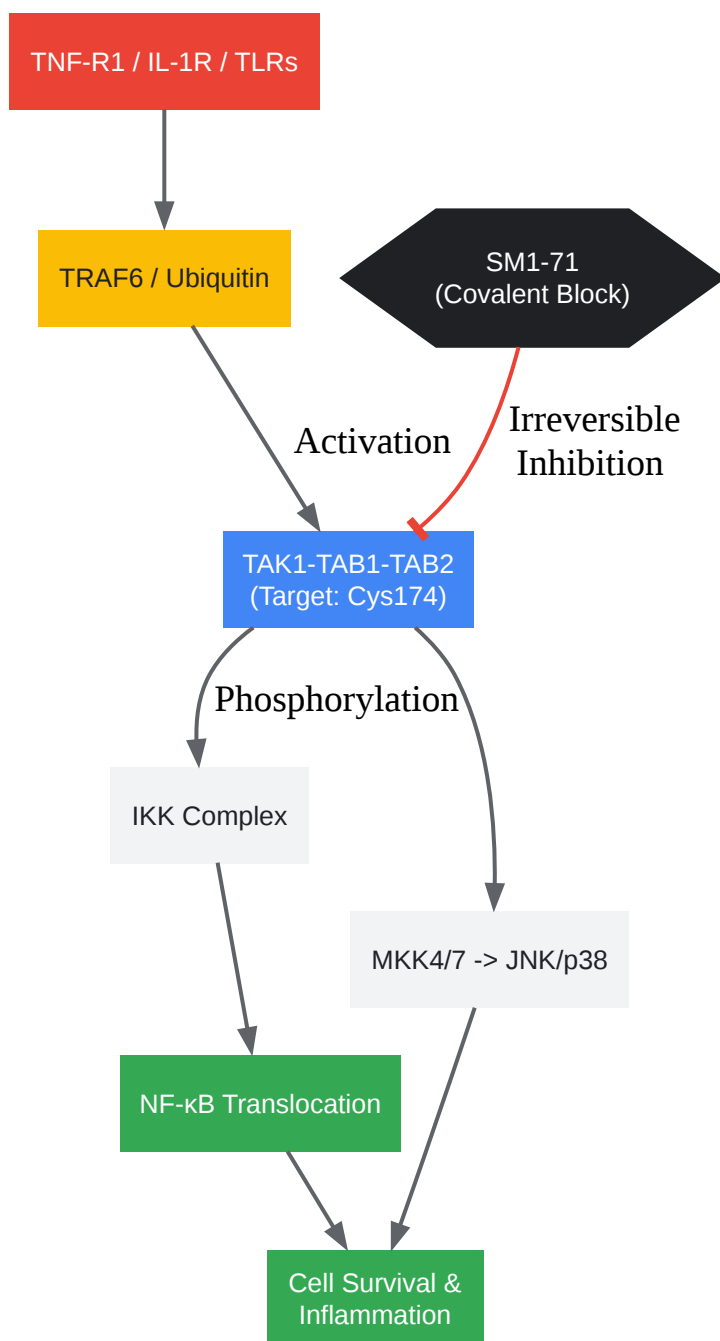 TNF-R1 / IL-1R / TLRs
TRAF6 / Ubiquitin
SM1-71
(Covalent Block)
Activation
Irreversible
Inhibition
TAK1-TAB1-TAB2
(Target: Cys174)
Phosphorylation
IKK Complex
MKK4/7 -> JNK/p38
NF-κB Translocation
Cell Survival &
Inflammation